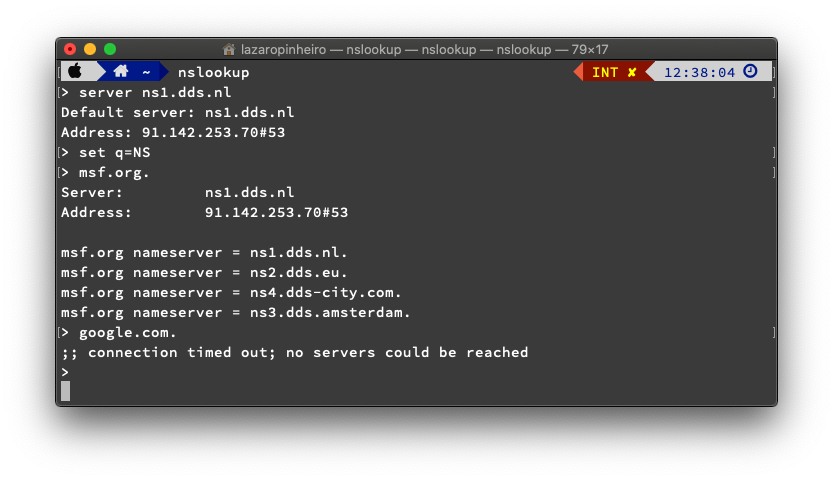 lazaropinheiro — nslookup — nslookup — nslookup — 79×17
~ nslookup INT ✘ 12:38:04
> server ns1.dds.nl
Default server: ns1.dds.nl
Address: 91.142.253.70#53
> set q=NS
> msf.org.
Server: ns1.dds.nl
Address: 91.142.253.70#53
msf.org nameserver = ns1.dds.nl.
msf.org nameserver = ns2.dds.eu.
msf.org nameserver = ns4.dds-city.com.
msf.org nameserver = ns3.dds.amsterdam.
> google.com.
;; connection timed out; no servers could be reached
>